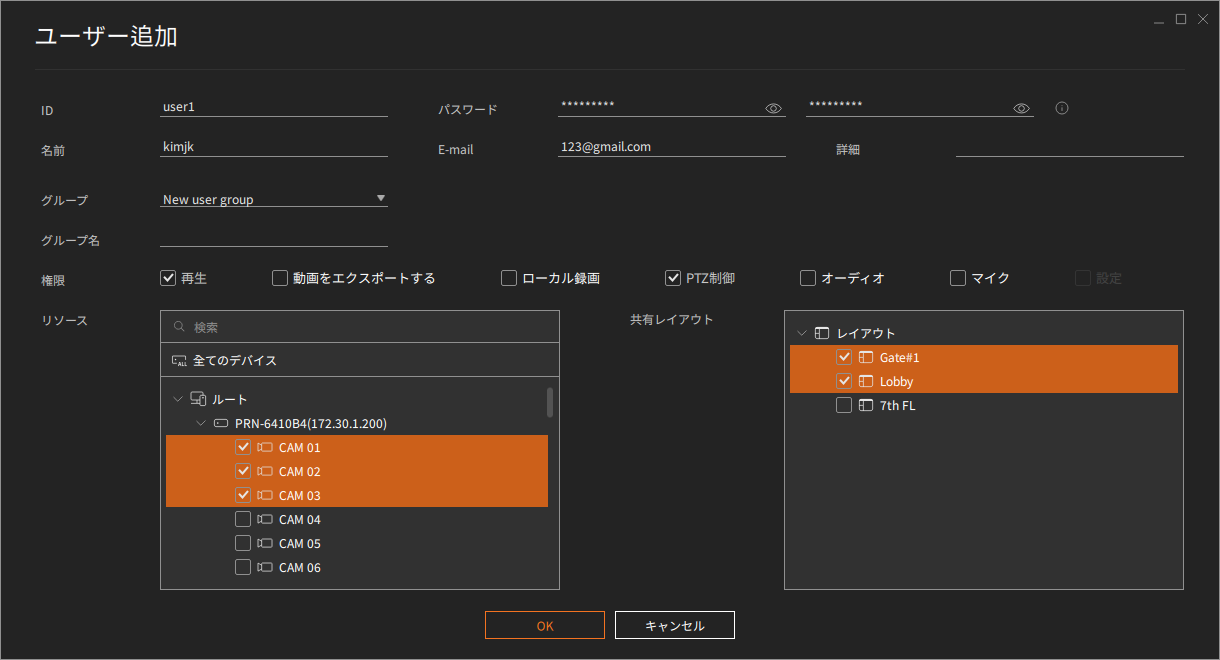 ユーザー追加
ID user1 パスワード ********* *********
名前 kimjk E-mail 123@gmail.com 詳細
グループ New user group
グループ名
権限 再生 動画をエクスポートする ローカル録画 PTZ制御 オーディオ マイク 設定
リソース 検索 共有レイアウト レイアウト
ALL 全てのデバイス Gate#1
ルート Lobby
PRN-6410B4(172.30.1.200) 7th FL
CAM 01
CAM 02
CAM 03
CAM 04
CAM 05
CAM 06
OK キャンセル